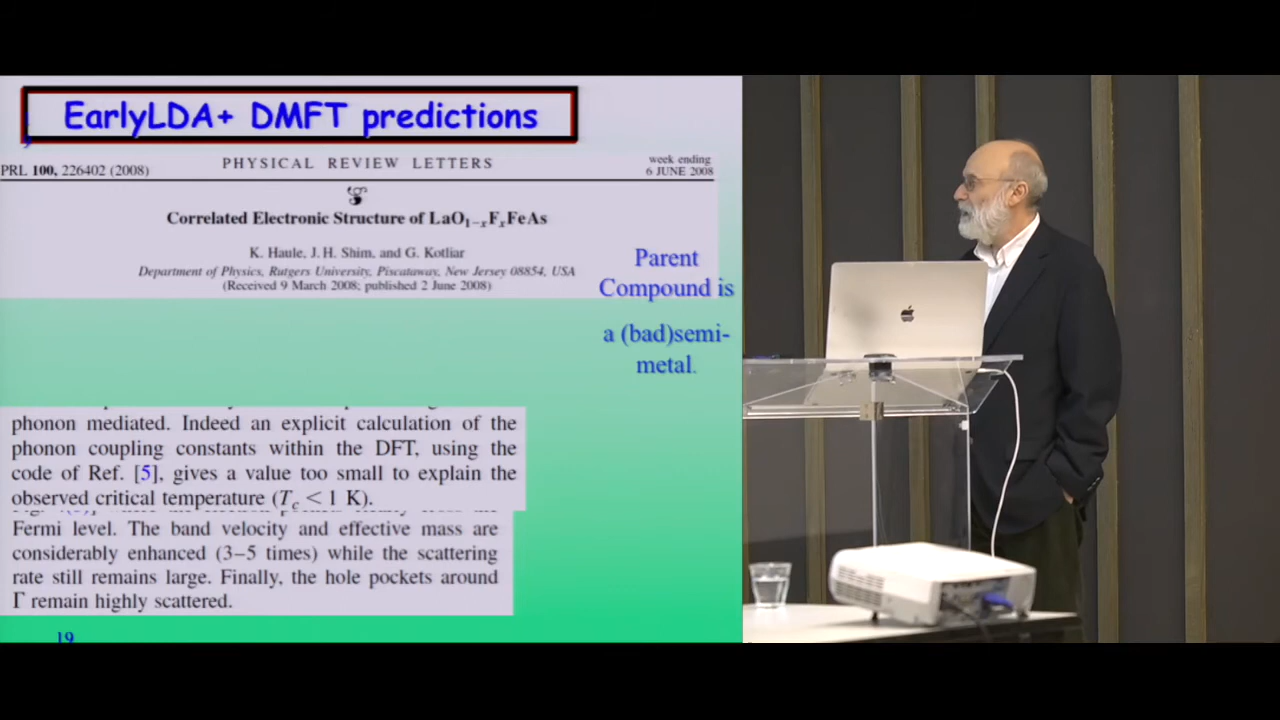 EarlyLDA+ DMFT predictions
PRL 100, 226402 (2008)
PHYSICAL REVIEW LETTERS
week ending
6 JUNE 2008
Correlated Electronic Structure of LaO₁₋ₓFₓFeAs
K. Haule, J. H. Shim, and G. Kotliar
Department of Physics, Rutgers University, Piscataway, New Jersey 08854, USA
(Received 9 March 2008; published 2 June 2008)
Parent
Compound is
a (bad)semi-
metal.
phonon mediated. Indeed an explicit calculation of the
phonon coupling constants within the DFT, using the
code of Ref. [5], gives a value too small to explain the
observed critical temperature (T_c < 1 K).
Fermi level. The band velocity and effective mass are
considerably enhanced (3–5 times) while the scattering
rate still remains large. Finally, the hole pockets around
Γ remain highly scattered.
19